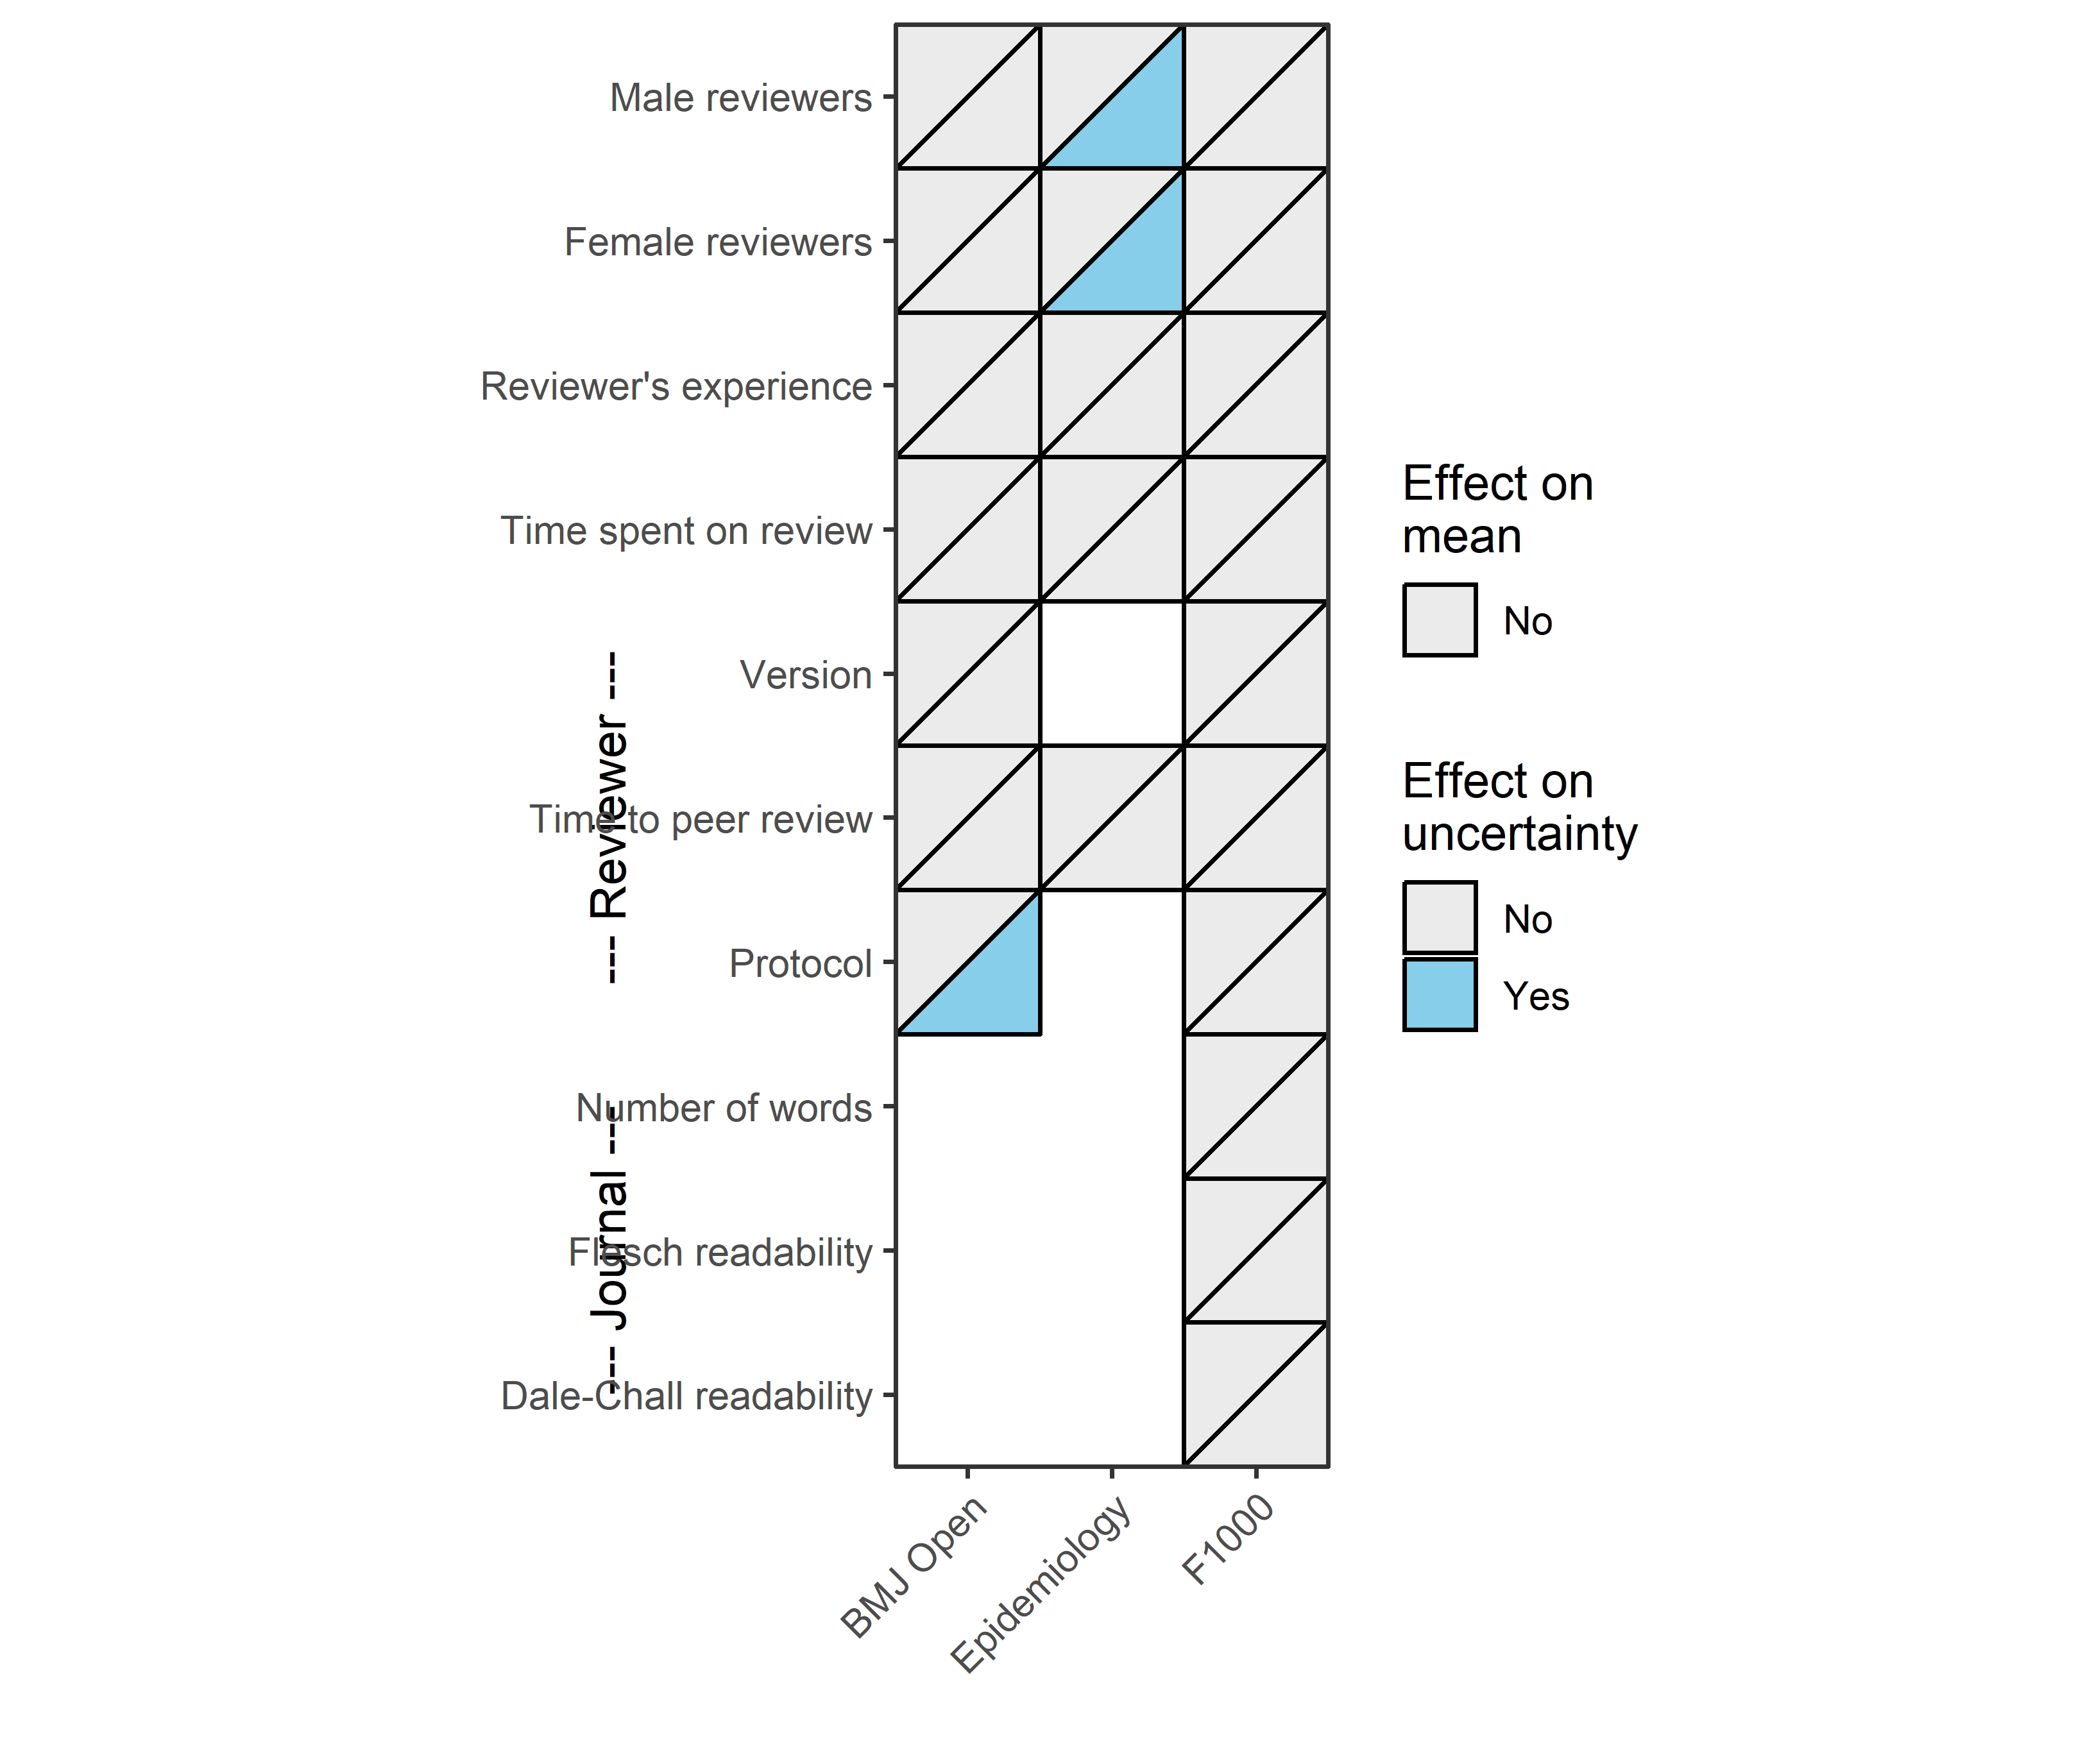 Male reviewers
Female reviewers
Reviewer's experience
Time spent on review
Version
Time to peer review
Protocol
Number of words
Flesch readability
Dale-Chall readability
--- Journal ---
--- Reviewer ---
BMJ Open
Epidemiology
F1000
Effect on
mean
No
Effect on
uncertainty
No
Yes